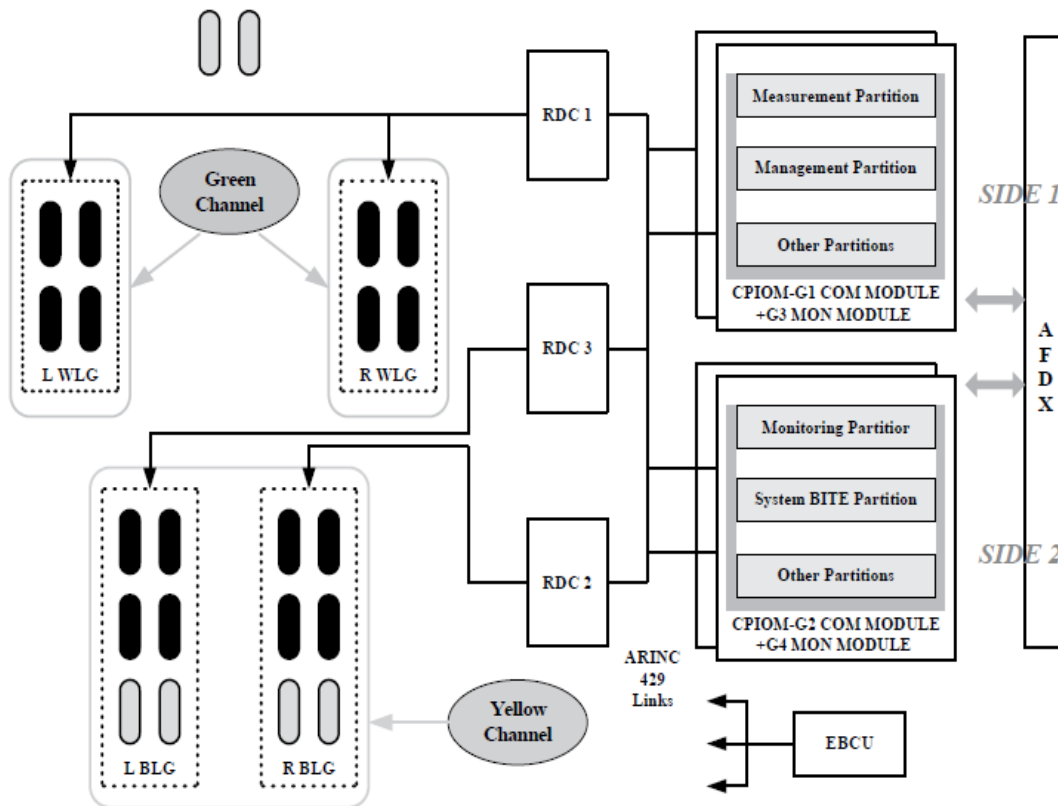 RDC 1
Measurement Partition
Management Partition
Other Partitions
CPIOM-G1 COM MODULE
+G3 MON MODULE
SIDE 1
Green
Channel
L WLG
R WLG
RDC 3
A
F
D
X
Monitoring Partitior
System BITE Partition
Other Partitions
CPIOM-G2 COM MODULE
+G4 MON MODULE
SIDE 2
RDC 2
ARINC
429
Links
Yellow
Channel
EBCU
L BLG
R BLG